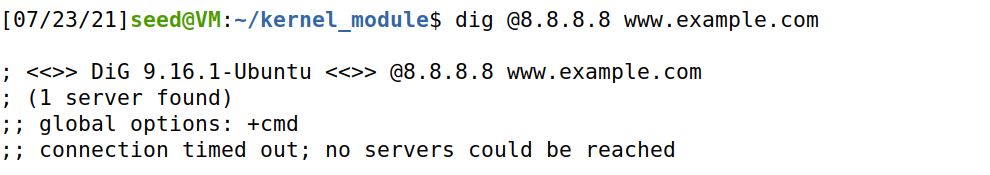 [07/23/21]seed@VM:~/kernel_module$ dig @8.8.8.8 www.example.com
; <<>> DiG 9.16.1-Ubuntu <<>> @8.8.8.8 www.example.com
; (1 server found)
;; global options: +cmd
;; connection timed out; no servers could be reached